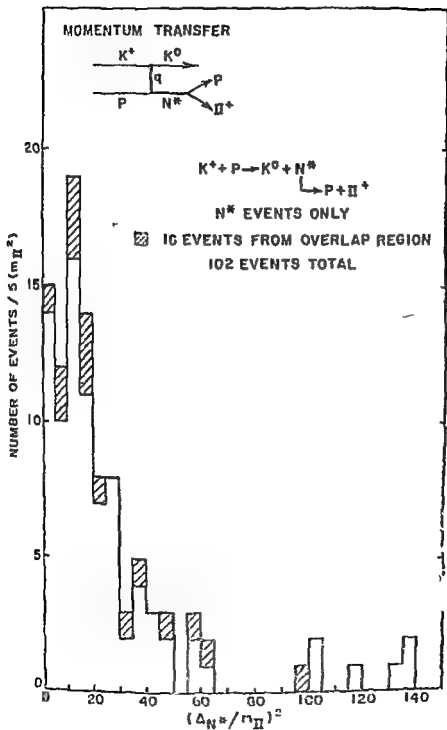 MOMENTUM TRANSFER
K+ K0
q
P
P N*
π+
K+ + P → K0 + N*
P + π+
N* EVENTS ONLY
16 EVENTS FROM OVERLAP REGION
102 EVENTS TOTAL
NUMBER OF EVENTS / 5 (mπ²)
20
15
10
5
0
0 20 40 60 80 100 120 140
(ΔN*/mπ)²